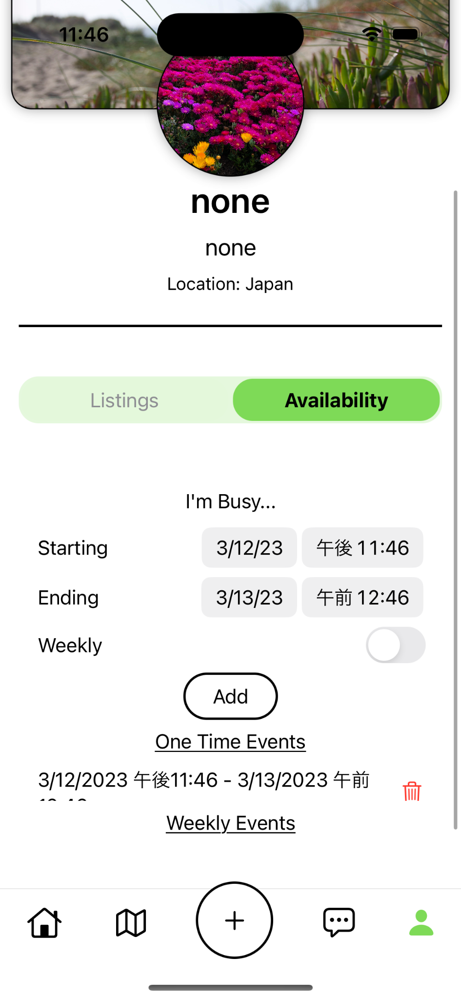 11:46
none
none
Location: Japan
Listings
Availability
I'm Busy...
Starting 3/12/23 午後 11:46
Ending 3/13/23 午前 12:46
Weekly
Add
One Time Events
3/12/2023 午後11:46 - 3/13/2023 午前
Weekly Events